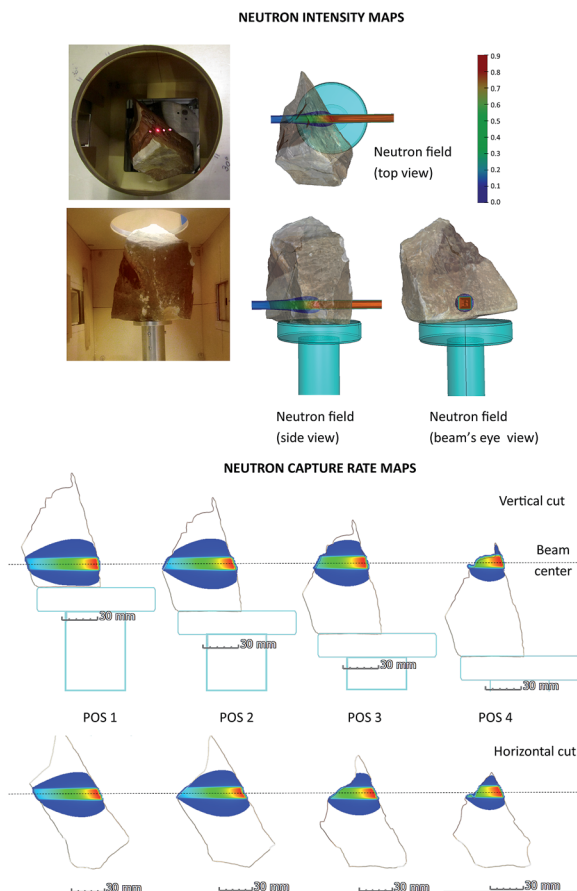 NEUTRON INTENSITY MAPS
0.9
0.8
0.7
0.6
0.5
0.4
0.3
0.2
0.1
0.0
Neutron field
(top view)
Neutron field
(side view)
Neutron field
(beam's eye view)
NEUTRON CAPTURE RATE MAPS
Vertical cut
Beam
center
30 mm
30 mm
30 mm
30 mm
POS 1
POS 2
POS 3
POS 4
Horizontal cut
30 mm
30 mm
30 mm
30 mm